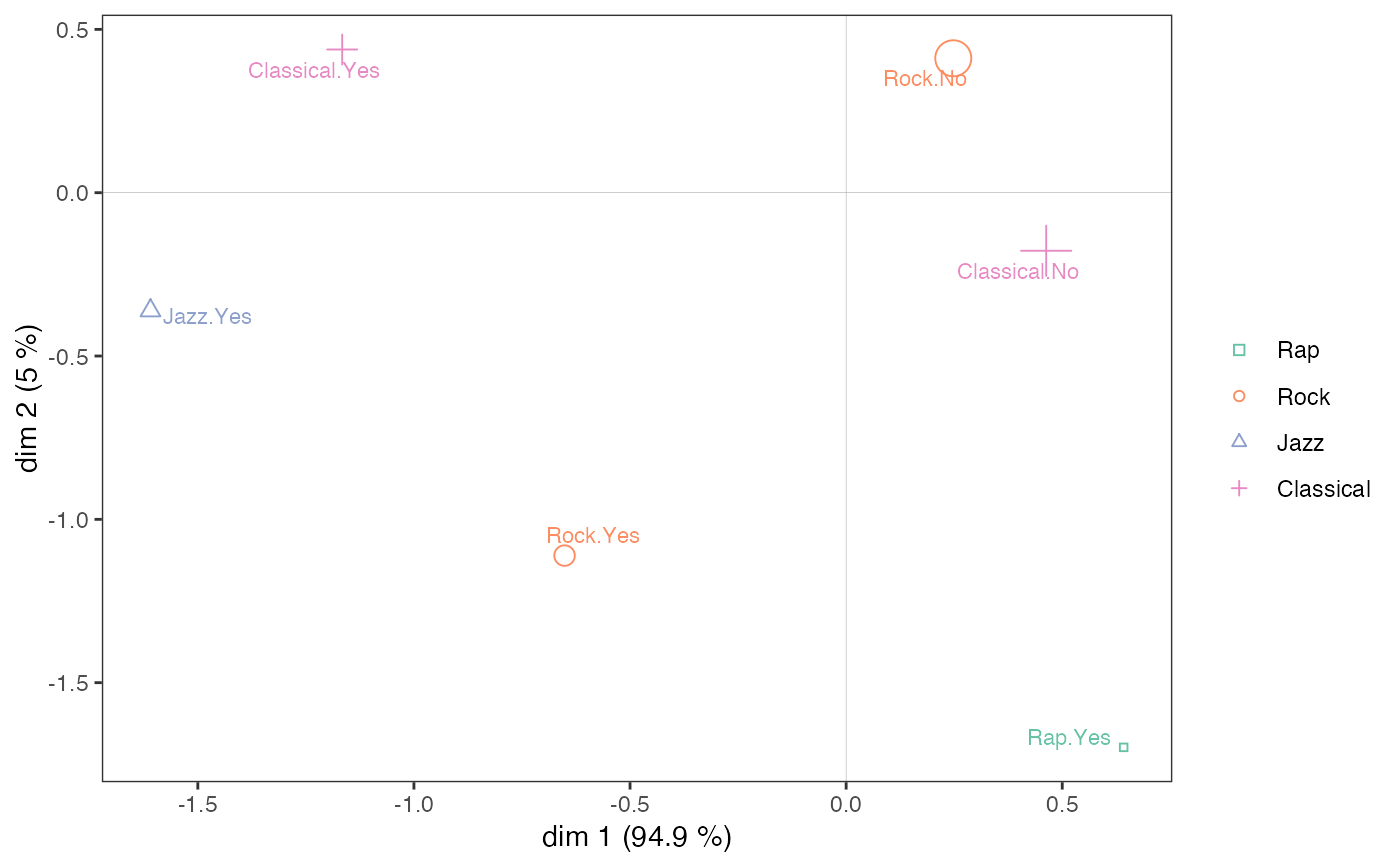 0.5
Classical.Yes
Rock.No
0.0
Classical.No
Jazz.Yes
-0.5
-1.0
Rock.Yes
-1.5
Rap.Yes
dim 2 (5 %)
-1.5
-1.0
-0.5
0.0
0.5
dim 1 (94.9 %)
Rap
Rock
Jazz
Classical